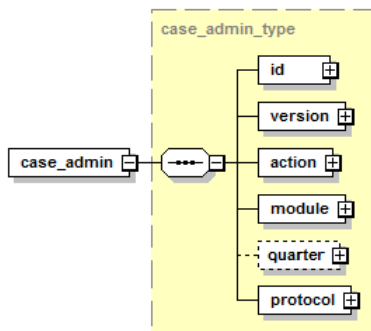 case_admin_type
id
version
case_admin
action
module
quarter
protocol